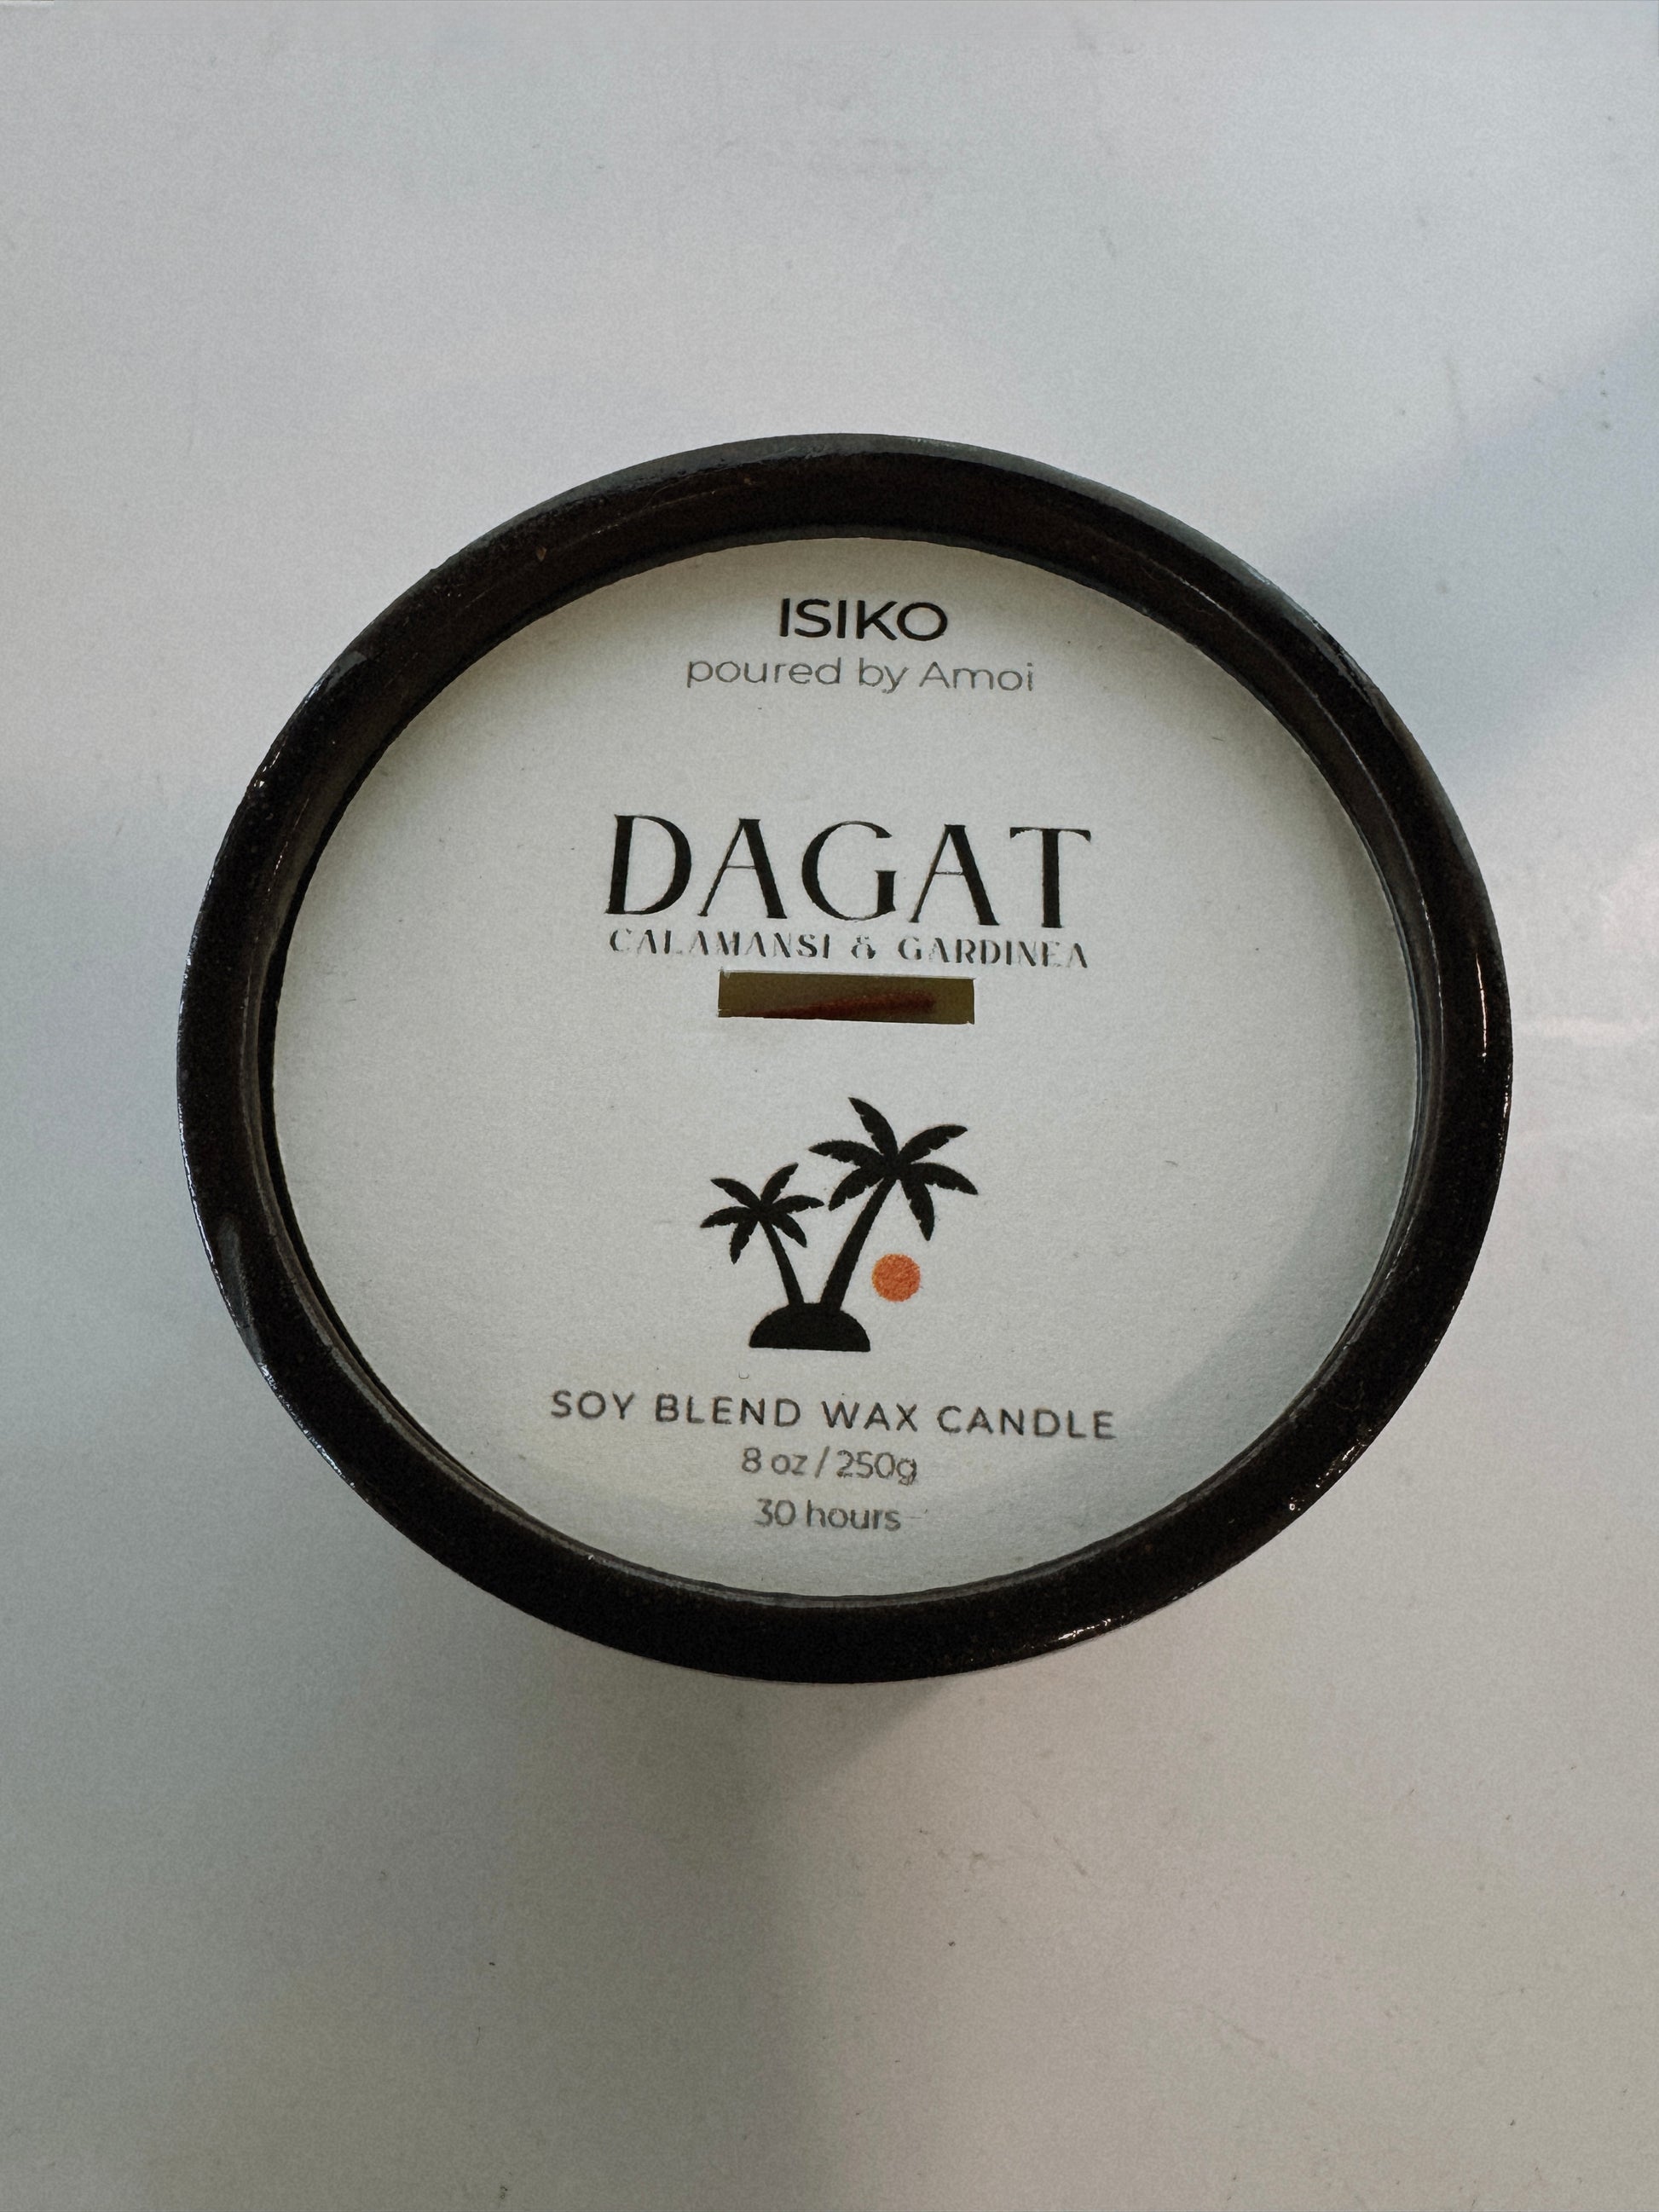 ISIKO
poured by Amoi
DAGAT
CALAMANSI & GARDINEA
SOY BLEND WAX CANDLE
8 oz / 250g
30 hours